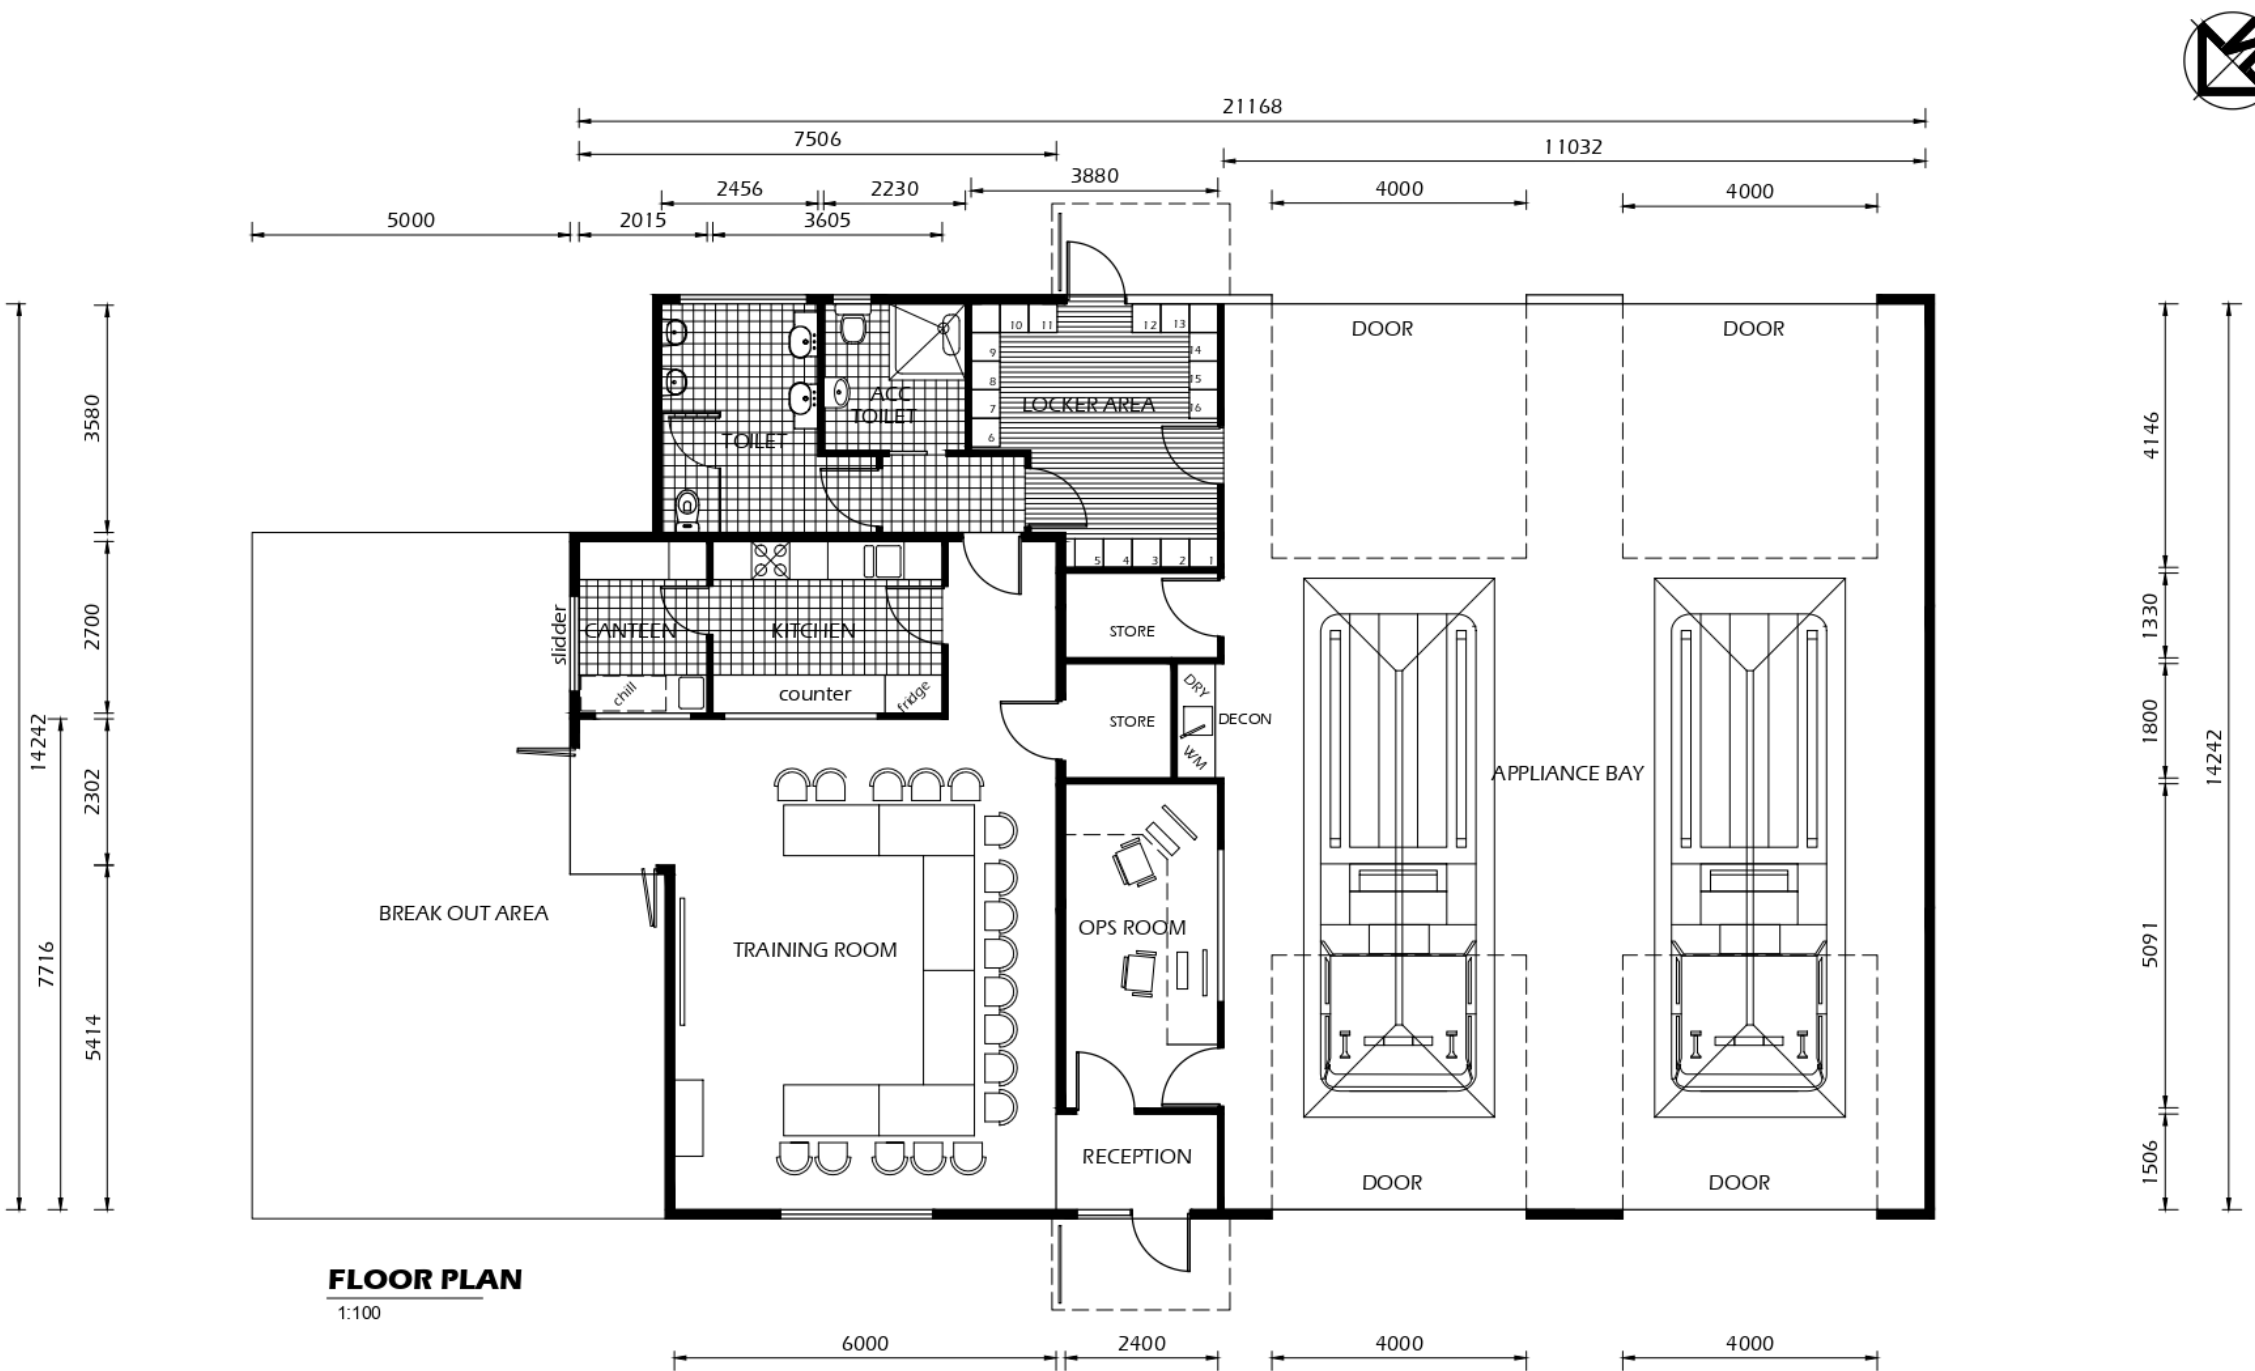 21168
7506
11032
3880
2456
2230
4000
4000
5000
2015
3605
10
11
12
13
DOOR
DOOR
9
14
8
15
ACC
TOILET
7
LOCKER AREA
16
6
TOILET
3580
4146
5
4
3
2
1
slidder
CANTEEN
KITCHEN
STORE
2700
1330
chill
counter
fridge
STORE
DRY
DECON
WM
14242
1800
14242
2302
APPLIANCE BAY
BREAK OUT AREA
TRAINING ROOM
OPS ROOM
7716
5091
5414
RECEPTION
1506
DOOR
DOOR
FLOOR PLAN
1:100
6000
2400
4000
4000